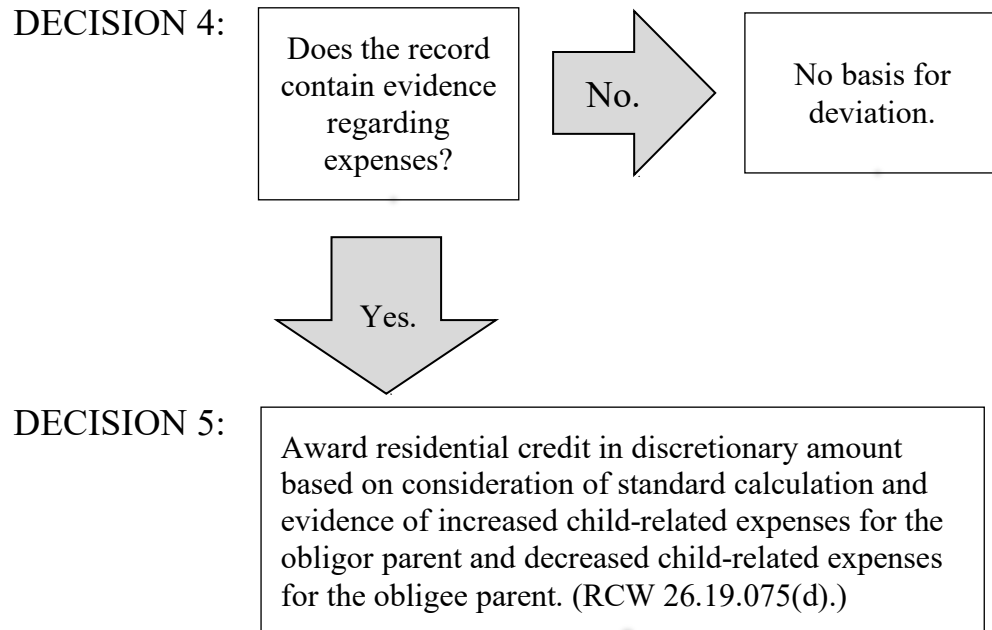 DECISION 4:
Does the record
contain evidence
regarding
expenses?
No.
No basis for
deviation.
Yes.
DECISION 5:
Award residential credit in discretionary amount
based on consideration of standard calculation and
evidence of increased child-related expenses for the
obligor parent and decreased child-related expenses
for the obligee parent. (RCW 26.19.075(d).)